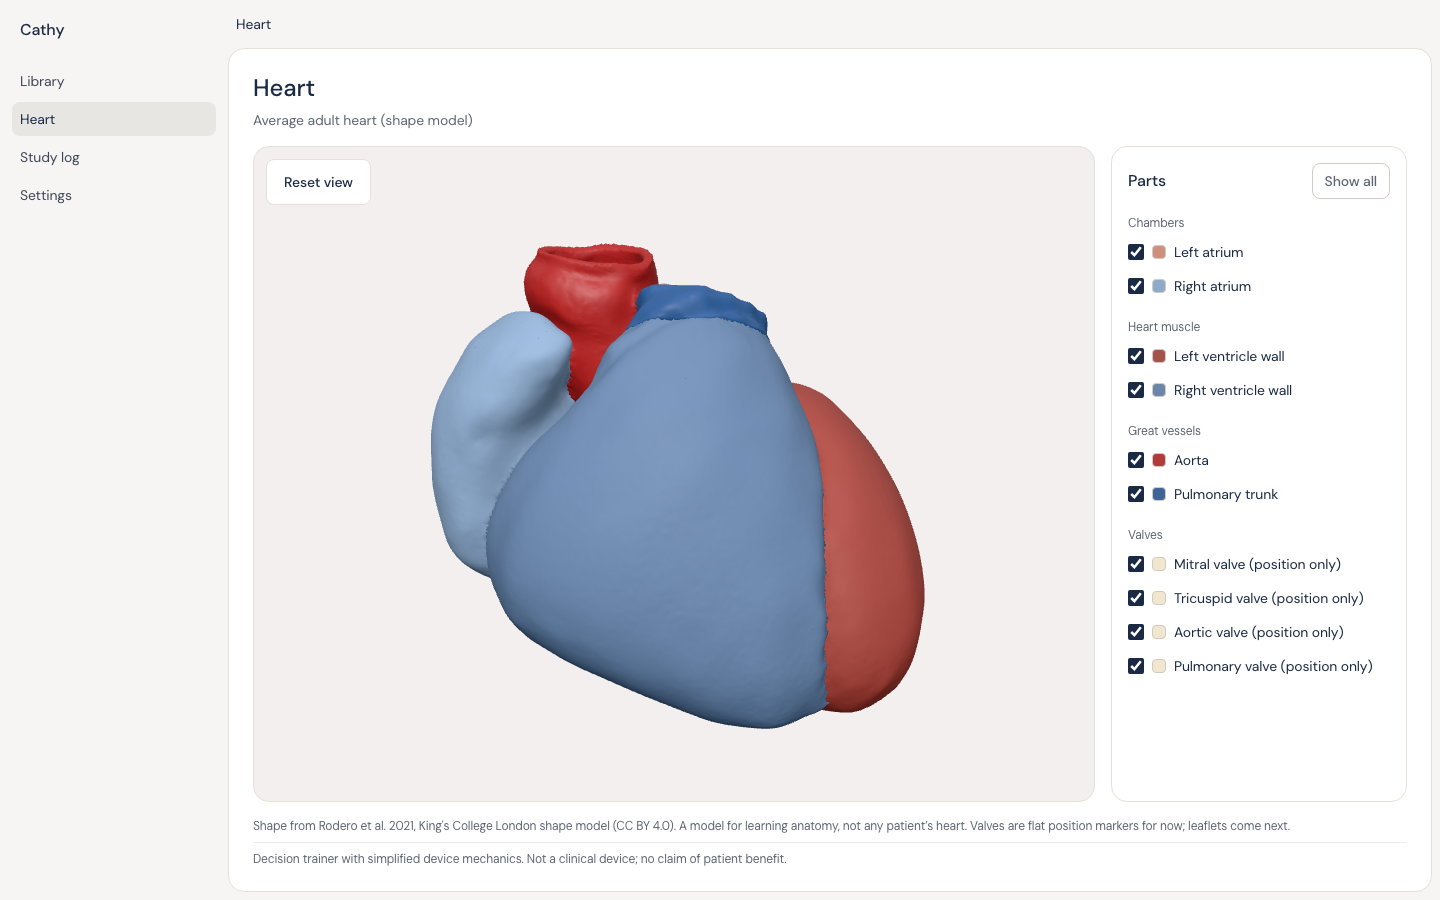 Cathy
Library
Heart
Study log
Settings
Heart
Heart
Average adult heart (shape model)
Reset view
Parts
Show all
Chambers
Left atrium
Right atrium
Heart muscle
Left ventricle wall
Right ventricle wall
Great vessels
Aorta
Pulmonary trunk
Valves
Mitral valve (position only)
Tricuspid valve (position only)
Aortic valve (position only)
Pulmonary valve (position only)
Shape from Rodero et al. 2021, King's College London shape model (CC BY 4.0). A model for learning anatomy, not any patient's heart. Valves are flat position markers for now; leaflets come next.
Decision trainer with simplified device mechanics. Not a clinical device; no claim of patient benefit.